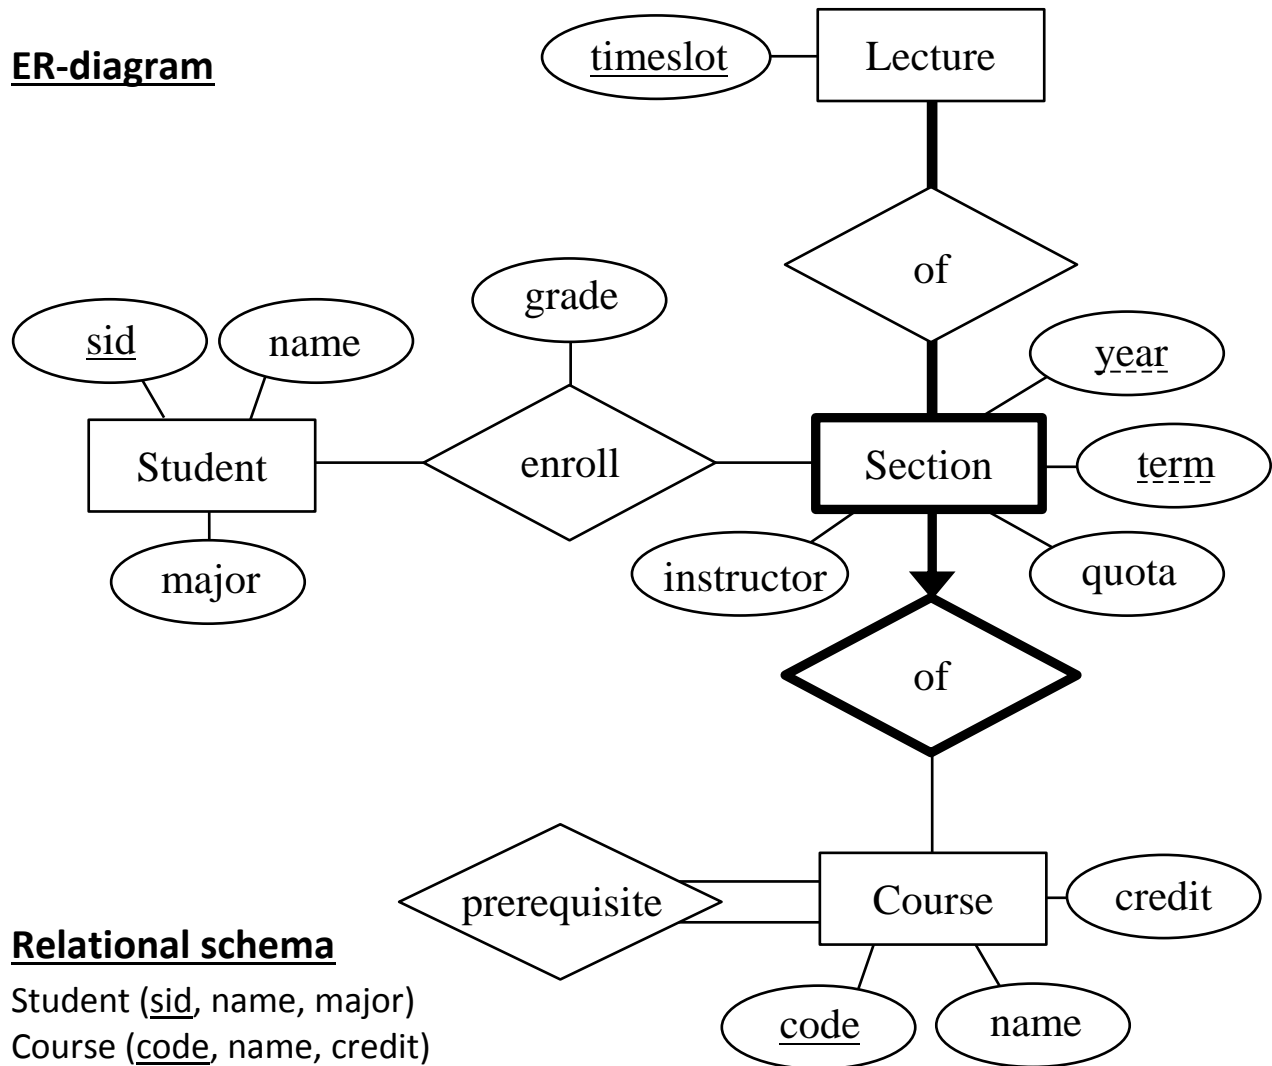 ER-diagram
timeslot
Lecture
of
grade
sid
name
year
Student
enroll
Section
term
major
instructor
quota
of
prerequisite
Course
credit
code
name
Relational schema
Student (sid, name, major)
Course (code, name, credit)